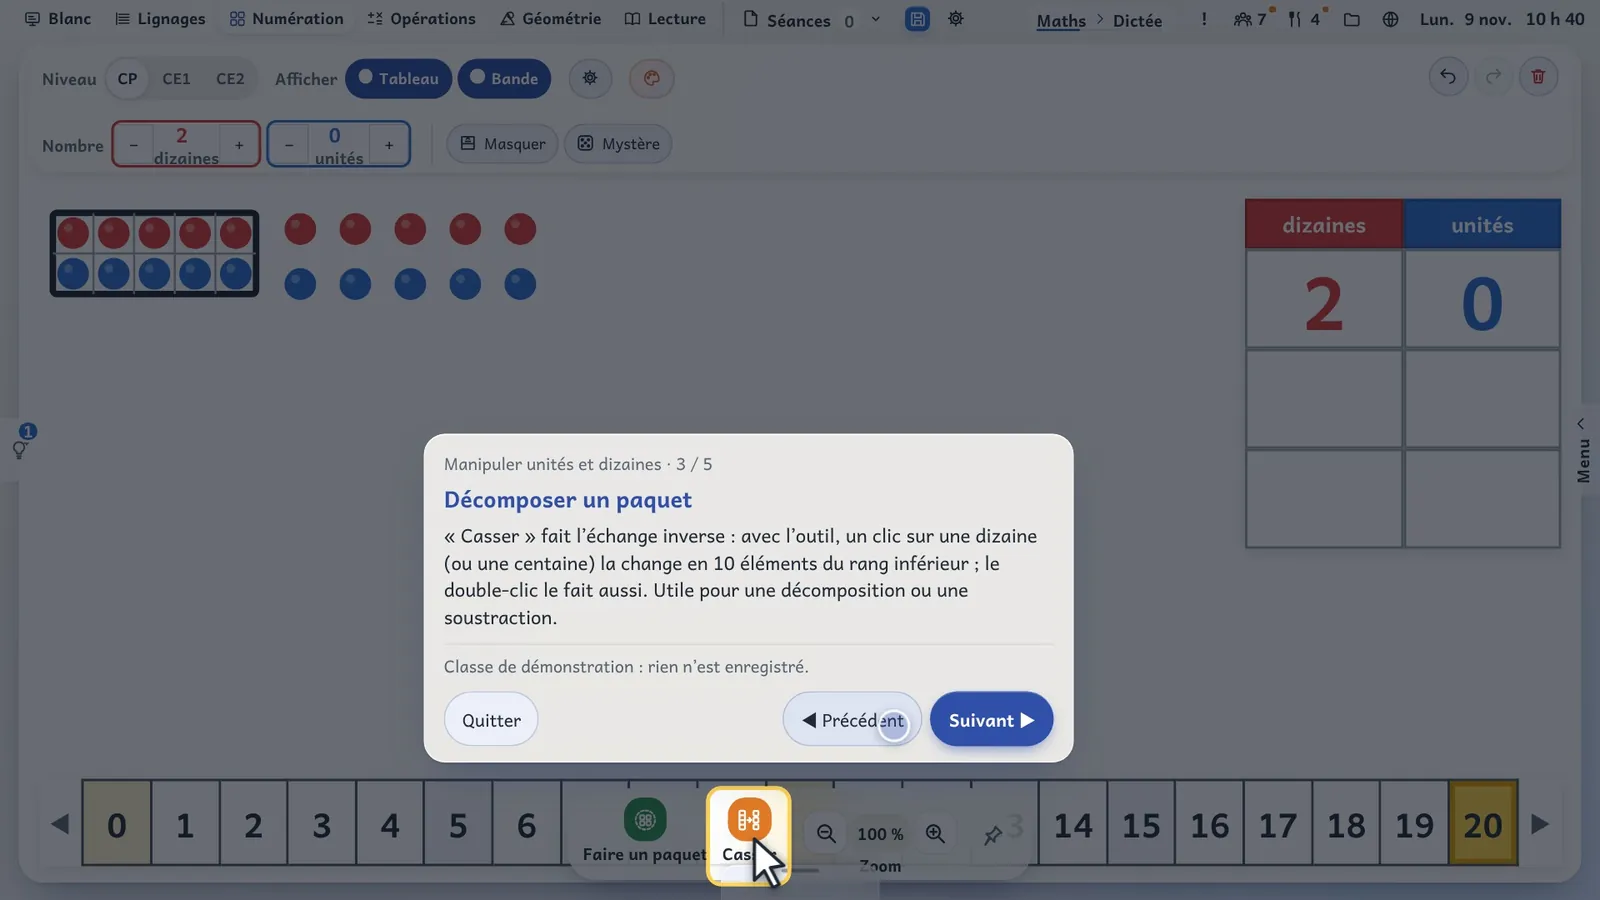 Blanc
Lignages
Numération
Opérations
Géométrie
Lecture
Séances 0
Maths > Dictée
!
7
4
Lun. 9 nov. 10 h 40
Niveau
CP
CE1
CE2
Afficher
Tableau
Bande
Nombre
- 2 +
dizaines
- 0 +
unités
Masquer
Mystère
dizaines unités
2 0
1
Menu
Manipuler unités et dizaines · 3 / 5
Décomposer un paquet
« Casser » fait l’échange inverse : avec l’outil, un clic sur une dizaine
(ou une centaine) la change en 10 éléments du rang inférieur ; le
double-clic le fait aussi. Utile pour une décomposition ou une
soustraction.
Classe de démonstration : rien n’est enregistré.
Quitter
◀ Précédent
Suivant ▶
0 1 2 3 4 5 6 3 14 15 16 17 18 19 20
Faire un paquet
100 %
Zoom